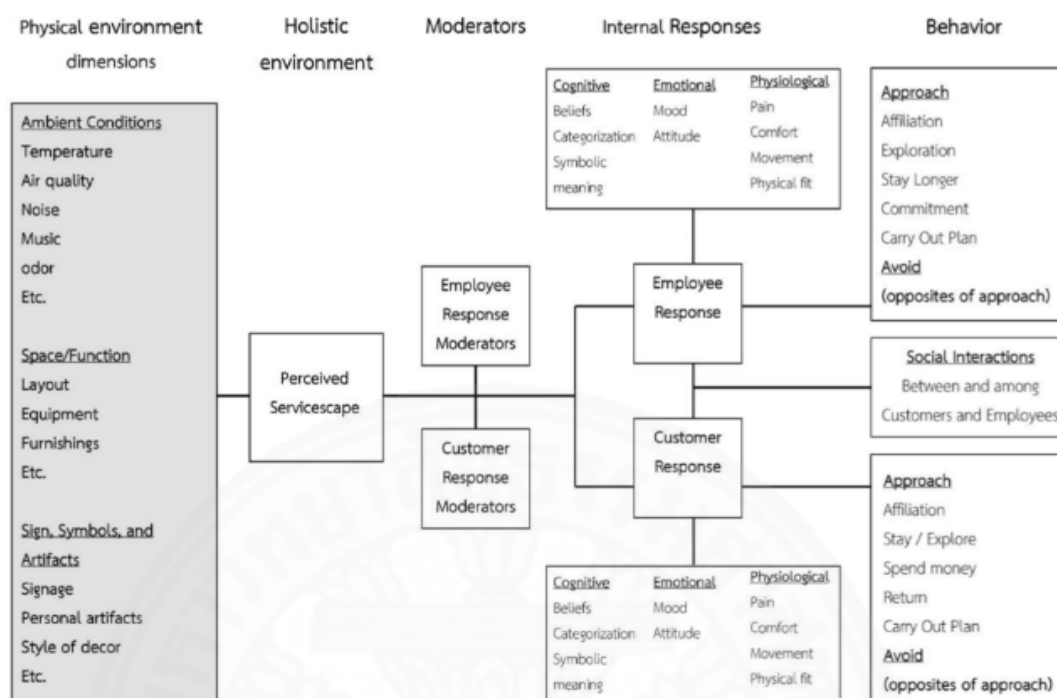 Physical environment
dimensions
Holistic
environment
Moderators
Internal Responses
Behavior
Ambient Conditions
Temperature
Air quality
Noise
Music
odor
Etc.
Space/Function
Layout
Equipment
Furnishings
Etc.
Sign, Symbols, and
Artifacts
Signage
Personal artifacts
Style of decor
Etc.
Perceived
Servicescape
Employee
Response
Moderators
Customer
Response
Moderators
Cognitive
Beliefs
Categorization
Symbolic
meaning
Emotional
Mood
Attitude
Physiological
Pain
Comfort
Movement
Physical fit
Employee
Response
Customer
Response
Cognitive
Beliefs
Categorization
Symbolic
meaning
Emotional
Mood
Attitude
Physiological
Pain
Comfort
Movement
Physical fit
Approach
Affiliation
Exploration
Stay Longer
Commitment
Carry Out Plan
Avoid
(opposites of approach)
Social Interactions
Between and among
Customers and Employees
Approach
Affiliation
Stay / Explore
Spend money
Return
Carry Out Plan
Avoid
(opposites of approach)